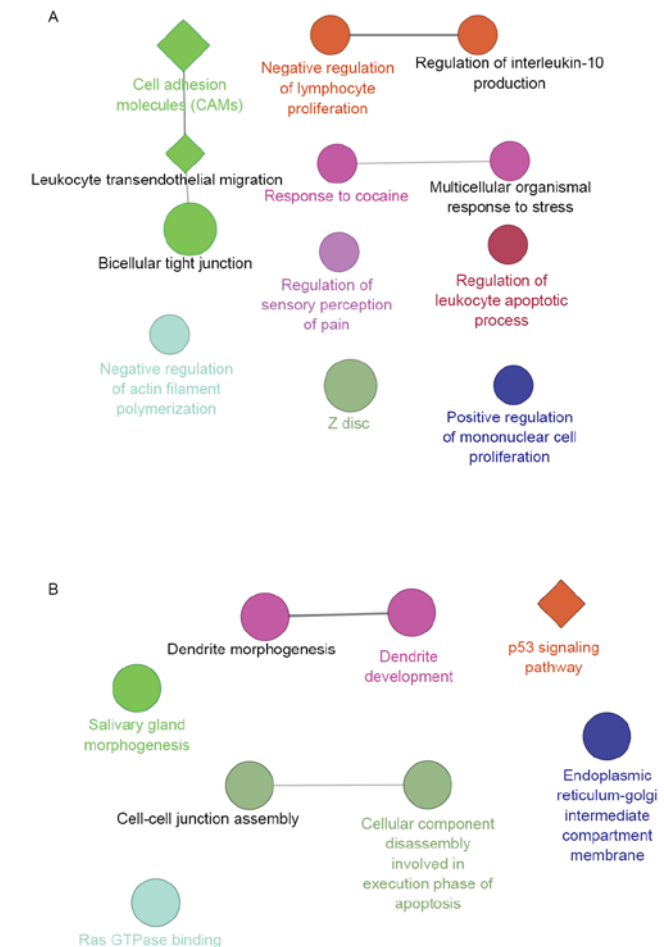 A
Cell adhesion
molecules (CAMs)
Negative regulation
of lymphocyte
proliferation
Regulation of interleukin-10
production
Leukocyte transendothelial migration
Response to cocaine
Multicellular organismal
response to stress
Bicellular tight junction
Regulation of
sensory perception
of pain
Regulation of
leukocyte apoptotic
process
Negative regulation
of actin filament
polymerization
Z disc
Positive regulation
of mononuclear cell
proliferation
B
Dendrite morphogenesis
Dendrite
development
p53 signaling
pathway
Salivary gland
morphogenesis
Endoplasmic
reticulum-golgi
intermediate
compartment
membrane
Cell-cell junction assembly
Cellular component
disassembly
involved in
execution phase of
apoptosis
Ras GTPase binding